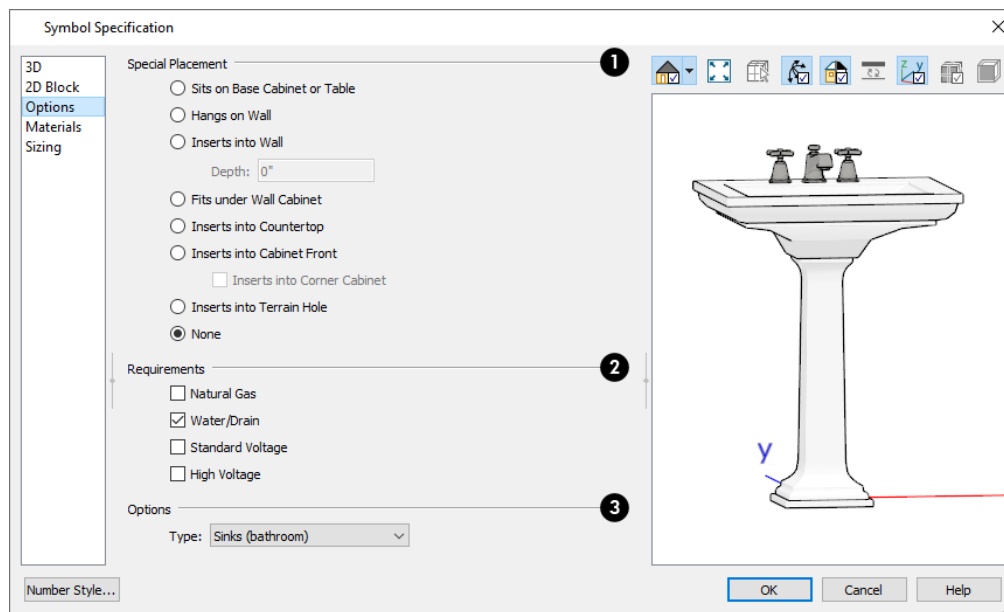 Symbol Specification
3D
2D Block
Options
Materials
Sizing
Special Placement
1
Sits on Base Cabinet or Table
Hangs on Wall
Inserts into Wall
Depth: 0"
Fits under Wall Cabinet
Inserts into Countertop
Inserts into Cabinet Front
Inserts into Corner Cabinet
Inserts into Terrain Hole
None
Requirements
2
Natural Gas
Water/Drain
Standard Voltage
High Voltage
Options
3
Type: Sinks (bathroom)
z y
y
Number Style...
OK
Cancel
Help